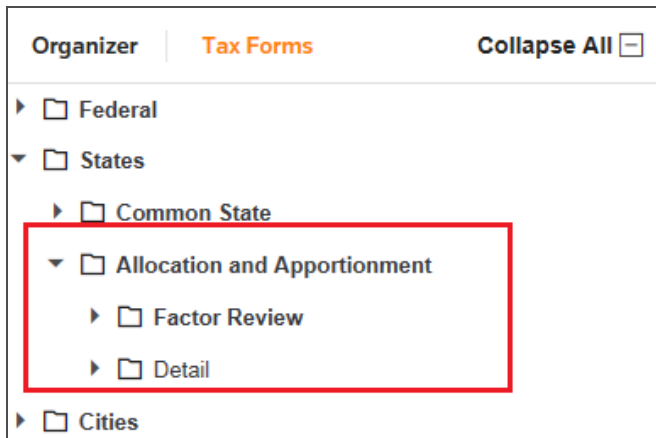 Organizer Tax Forms Collapse All
Federal
States
Common State
Allocation and Apportionment
Factor Review
Detail
Cities